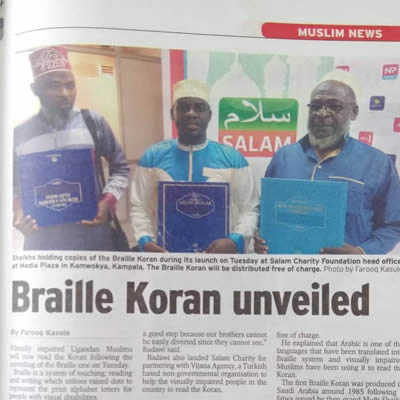 MUSLIM NEWS
سلام
SALAM
NP
Sheikhs holding copies of the Braille Koran during its launch on Tuesday at Salam Charity Foundation head office
at Media Plaza in Kamwokya, Kampala. The Braille Koran will be distributed free of charge. Photo by Farooq Kasule
Braille Koran unveiled
By Farooq Kasule
Visually impaired Ugandan Muslims
will now read the Koran following the
unveiling of the Braille one on Tuesday.
Braille is a system of touching, reading
and writing which utilises raised dots to
represent the print alphabet letters for
people with visual disabilities.
a good step because our brothers cannot
be easily diverted since they cannot see,"
Badawi said.
Badawi also lauded Salam Charity for
partnering with Vijana Agency, a Turkish
based non-governmental organisation to
help the visually impaired people in the
country to read the Koran.
free of charge.
He explained that Arabic is one of the
languages that have been translated into
Braille system and visually impaired
Muslims have been using it to read the
Koran.
The first Braille Koran was produced in
Saudi Arabia around 1985 following
fatwa issued by then grand Mufti Sheikh